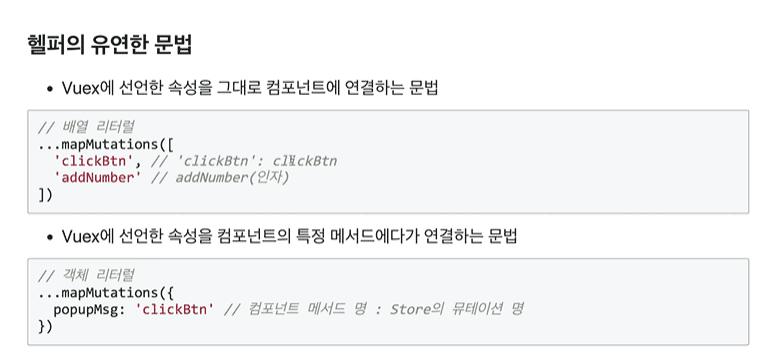 헬퍼의 유연한 문법
• Vuex에 선언한 속성을 그대로 컴포넌트에 연결하는 문법
// 배열 리터럴
...mapMutations([
'clickBtn', // 'clickBtn': clickBtn
'addNumber' // addNumber(인자)
])
• Vuex에 선언한 속성을 컴포넌트의 특정 메서드에다가 연결하는 문법
// 객체 리터럴
...mapMutations({
popupMsg: 'clickBtn' // 컴포넌트 메서드 명 : Store의 뮤테이션 명
})